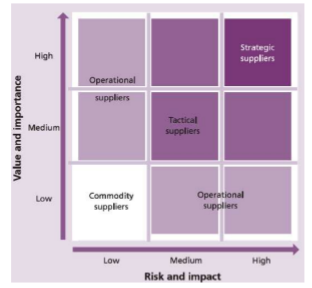 Value and importance
High
Medium
Low
Strategic
suppliers
Operational
suppliers
Tactical
suppliers
Commodity
suppliers
Operational
suppliers
Low
Medium
High
Risk and impact